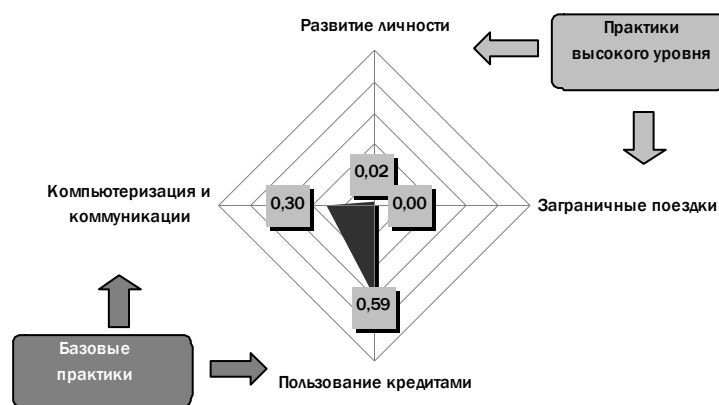 Развитие личности
Практики
высокого уровня
0,02
Компьютеризация и
коммуникации
0,30
0,00
Заграничные поездки
0,59
Базовые
практики
Пользование кредитами